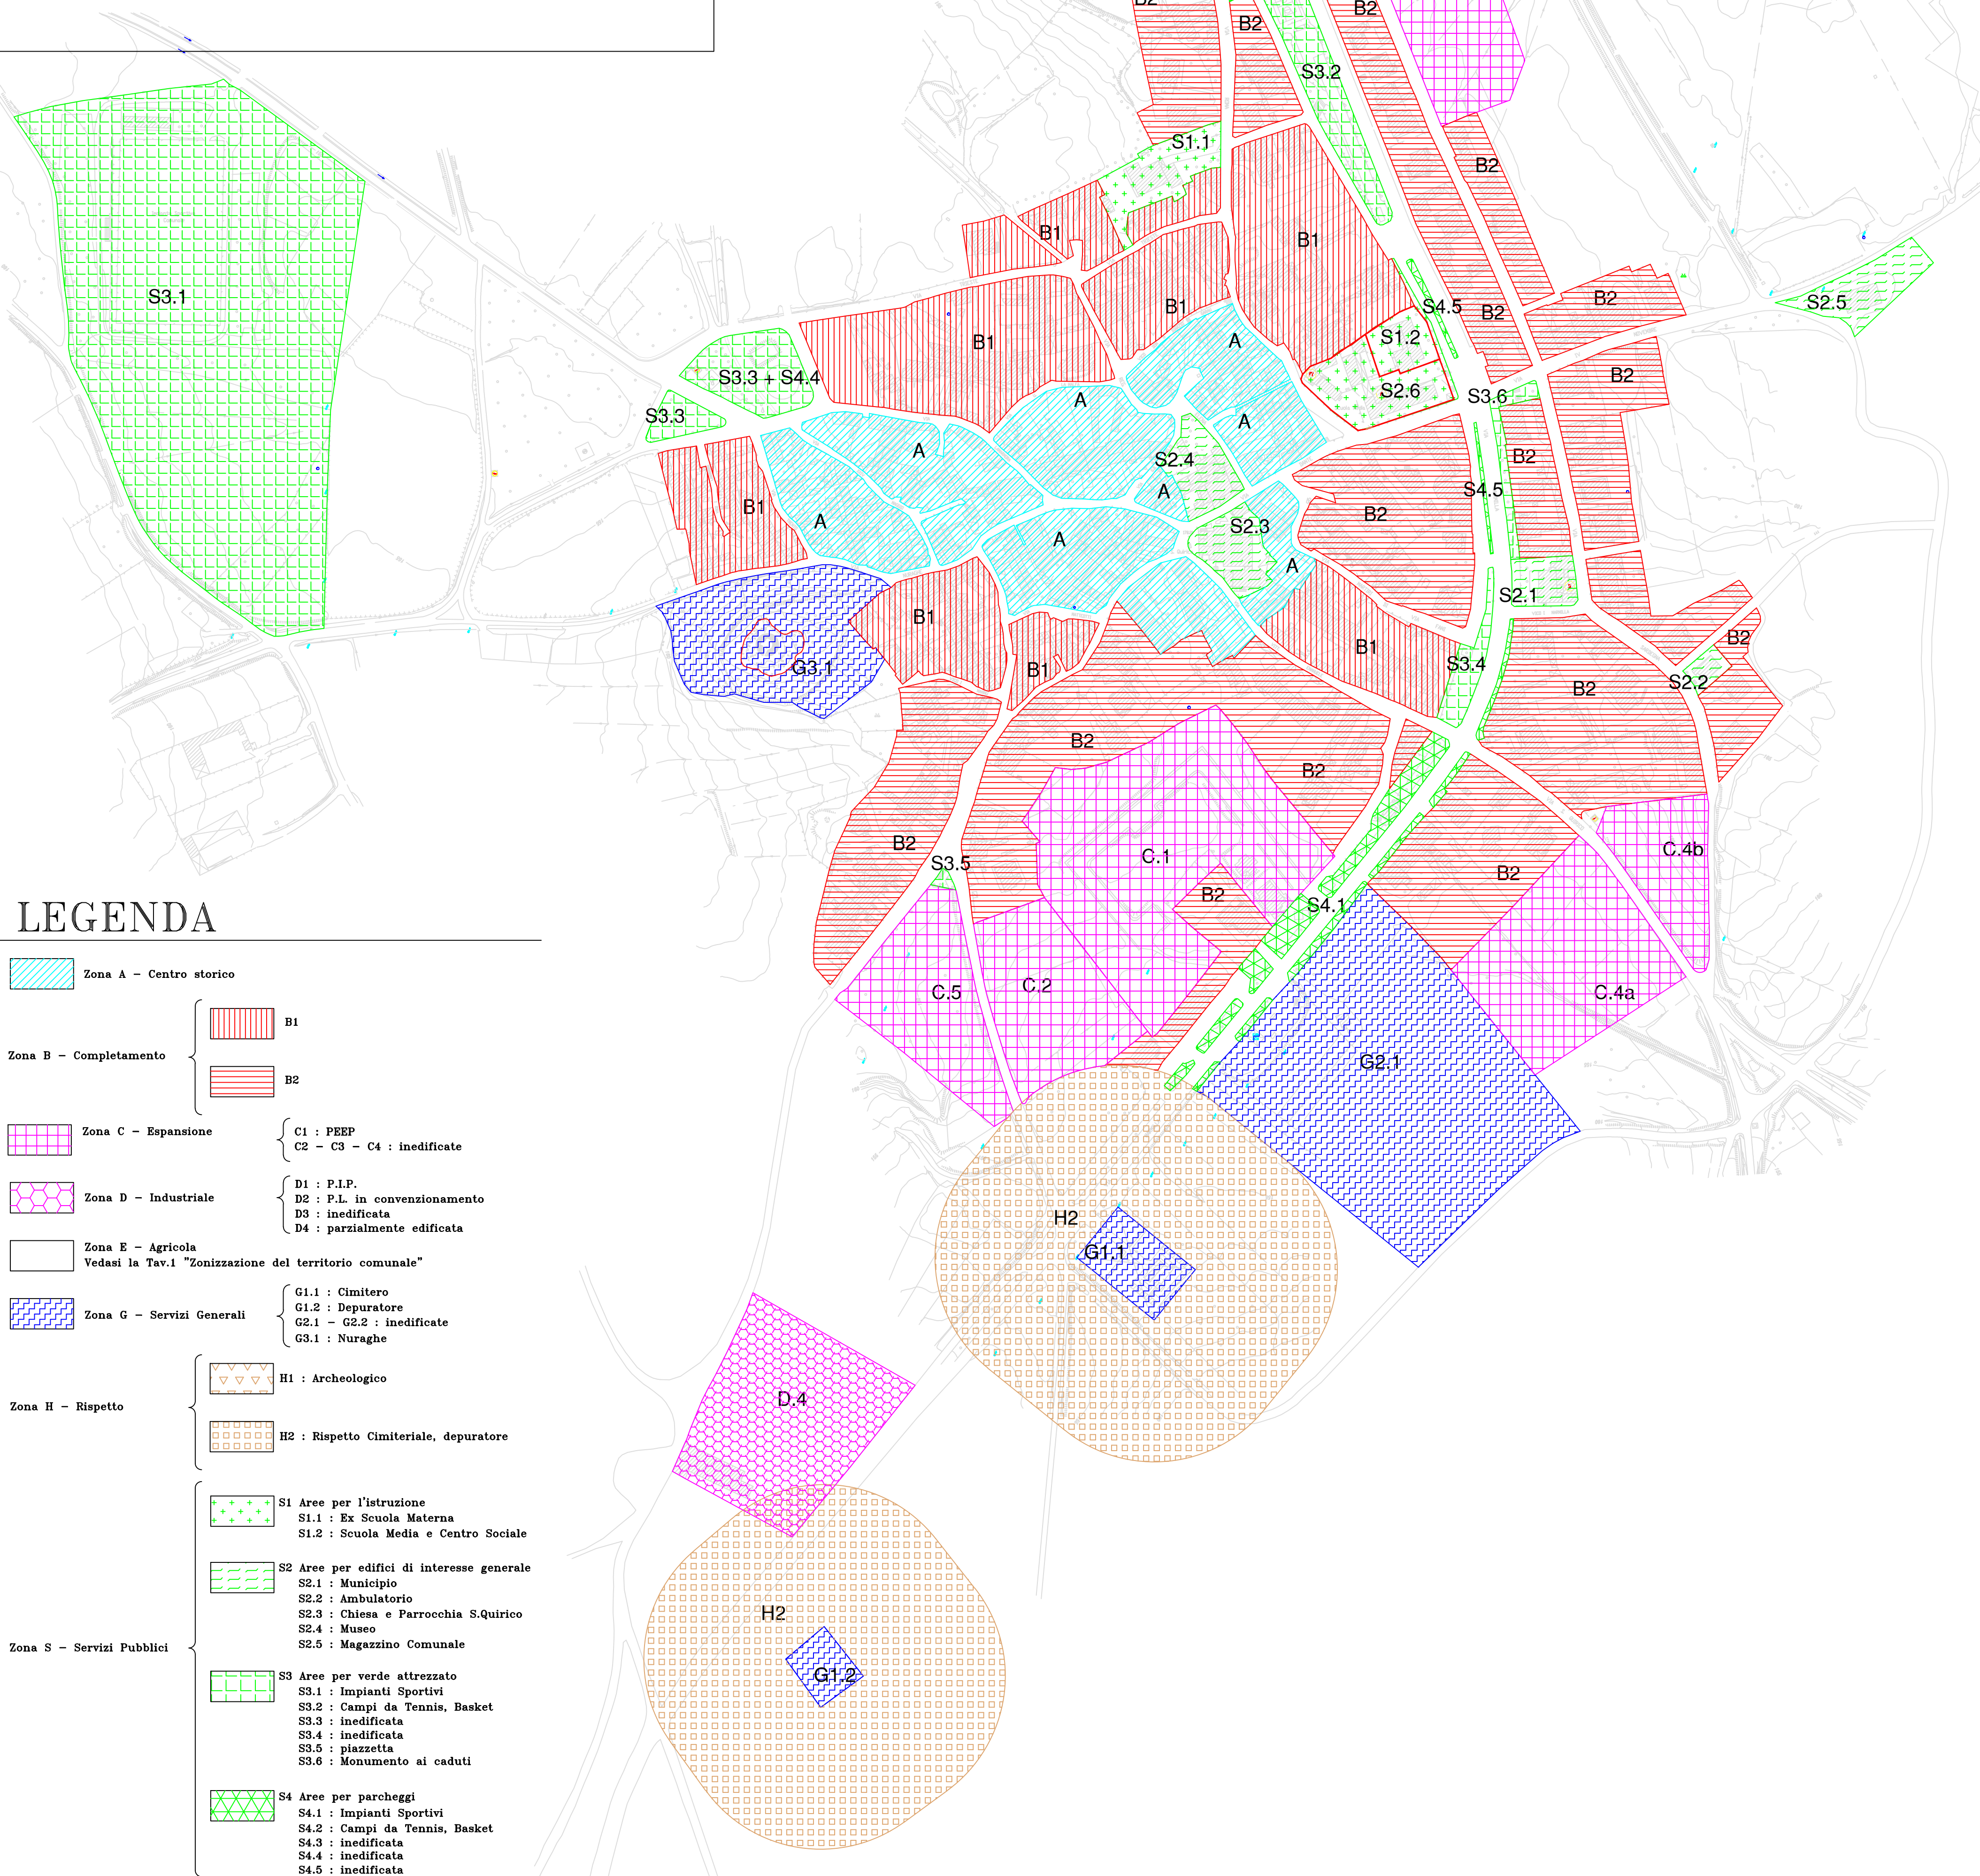 B2
B2
B2
S3.2
S1.1
B2
B1
B1
S3.1
B1
S4.5
B2
B2
S2.5
B1
A
S1.2
S3.3 + S4.4
B2
S2.6
S3.6
A
S3.3
A
A
S2.4
B2
S4.5
A
B1
A
B2
S2.3
A
A
S2.1
B1
B2
B1
S3.4
G3.1
B1
S2.2
B2
B2
B2
B2
S3.5
C.1
C.4b
B2
B2
S4.1
C.5
C.2
C.4a
G2.1
H2
G1.1
D.4
H2
G1.2
LEGENDA
Zona A - Centro storico
Zona B - Completamento
B1
B2
Zona C - Espansione
C1 : PEEP
C2 - C3 - C4 : inedificate
Zona D - Industriale
D1 : P.I.P.
D2 : P.L. in convenzionamento
D3 : inedificata
D4 : parzialmente edificata
Zona E - Agricola
Vedasi la Tav.1 "Zonizzazione del territorio comunale"
Zona G - Servizi Generali
G1.1 : Cimitero
G1.2 : Depuratore
G2.1 - G2.2 : inedificate
G3.1 : Nuraghe
Zona H - Rispetto
H1 : Archeologico
H2 : Rispetto Cimiteriale, depuratore
Zona S - Servizi Pubblici
S1 Aree per l'istruzione
S1.1 : Ex Scuola Materna
S1.2 : Scuola Media e Centro Sociale
S2 Aree per edifici di interesse generale
S2.1 : Municipio
S2.2 : Ambulatorio
S2.3 : Chiesa e Parrocchia S.Quirico
S2.4 : Museo
S2.5 : Magazzino Comunale
S3 Aree per verde attrezzato
S3.1 : Impianti Sportivi
S3.2 : Campi da Tennis, Basket
S3.3 : inedificata
S3.4 : inedificata
S3.5 : piazzetta
S3.6 : Monumento ai caduti
S4 Aree per parcheggi
S4.1 : Impianti Sportivi
S4.2 : Campi da Tennis, Basket
S4.3 : inedificata
S4.4 : inedificata
S4.5 : inedificata